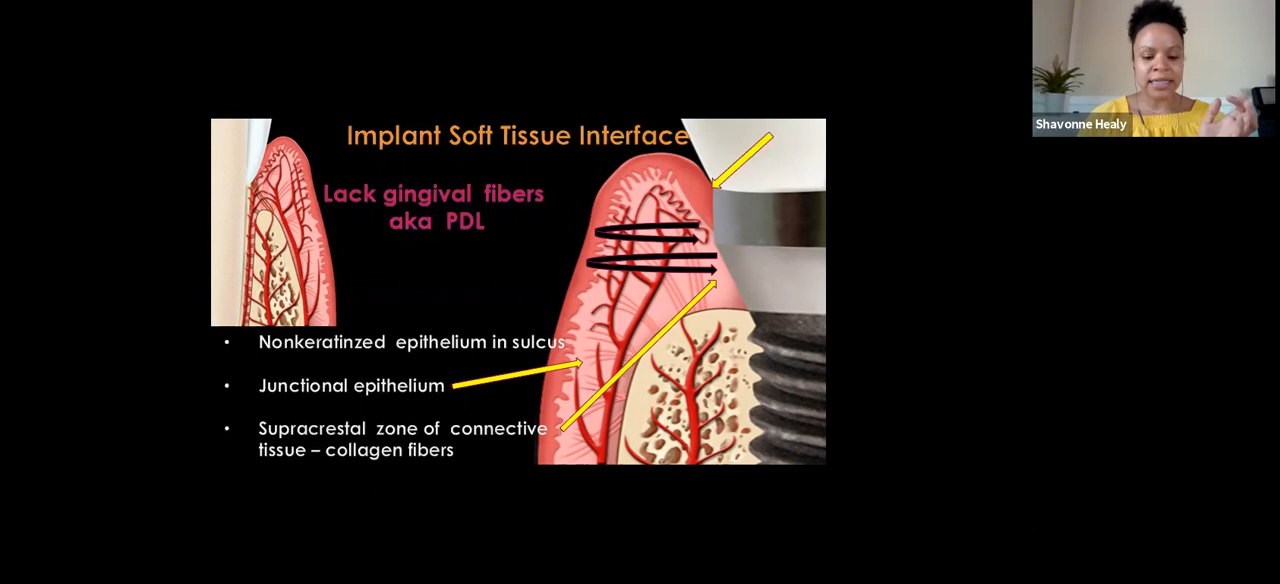 Shavonne Healy
Implant Soft Tissue Interface
Lack gingival fibers
aka PDL
• Nonkeratinzed epithelium in sulcus
• Junctional epithelium
• Supracrestal zone of connective
tissue – collagen fibers